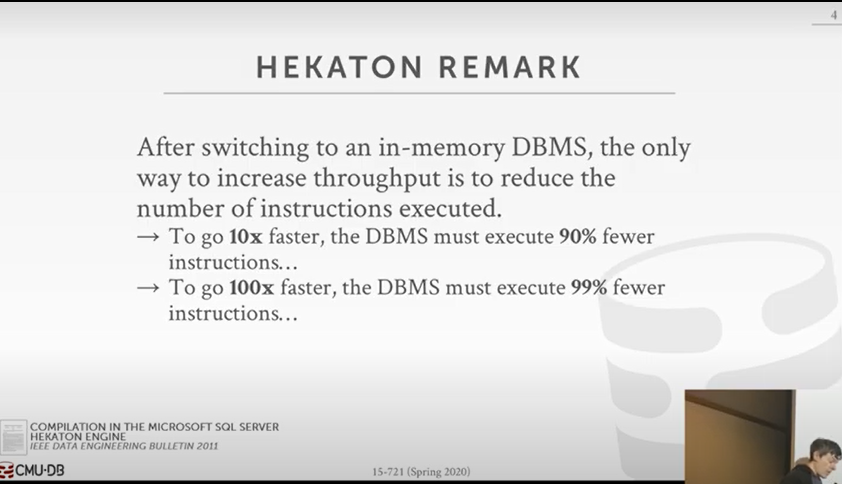 4
HEKATON REMARK
After switching to an in-memory DBMS, the only
way to increase throughput is to reduce the
number of instructions executed.
→ To go 10x faster, the DBMS must execute 90% fewer
instructions…
→ To go 100x faster, the DBMS must execute 99% fewer
instructions…
COMPILATION IN THE MICROSOFT SQL SERVER
HEKATON ENGINE
IEEE DATA ENGINEERING BULLETIN 2011
CMU·DB
15-721 (Spring 2020)